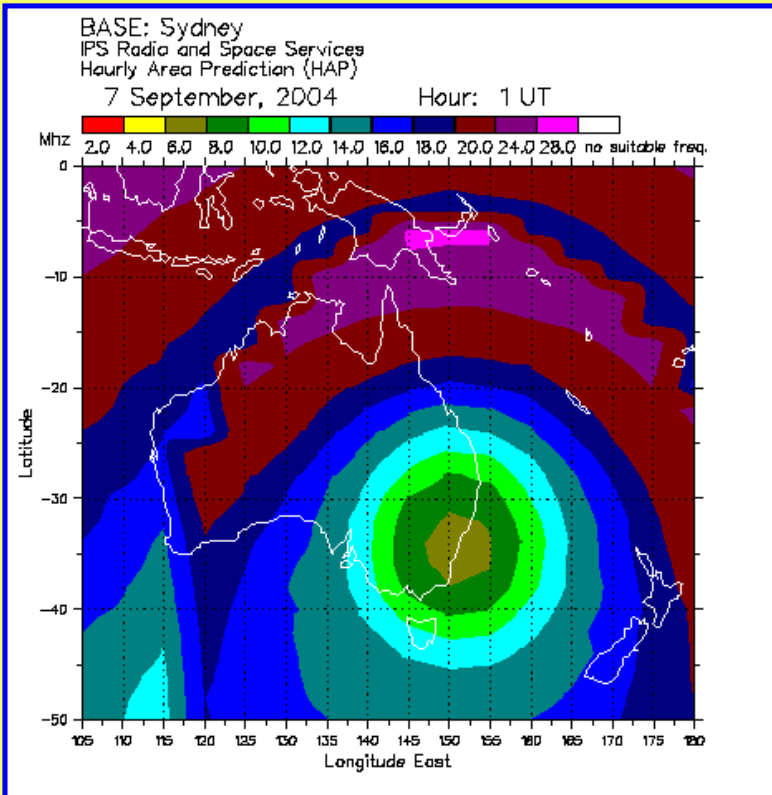 BASE: Sydney
IPS Radio and Space Services
Hourly Area Prediction (HAP)
7 September, 2004 Hour: 1 UT
Mhz 2.0 4.0 6.0 8.0 10.0 12.0 14.0 16.0 18.0 20.0 24.0 28.0 no suitable freq.
0
-10
-20
Latitude
-30
-40
-50
105 110 115 120 125 130 135 140 145 150 155 160 165 170 175 180
Longitude East